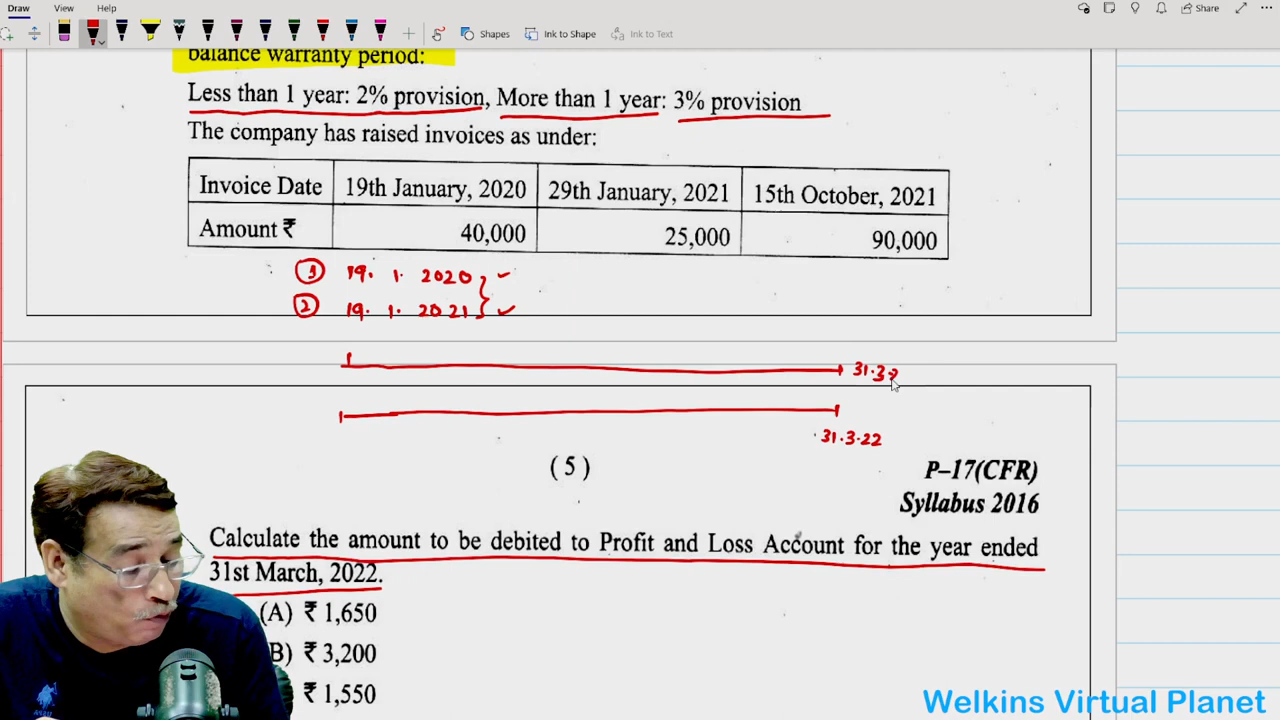 Draw View Help
Shapes Ink to Shape Ink to Text Share
balance warranty period:
Less than 1 year: 2% provision, More than 1 year: 3% provision
The company has raised invoices as under:
Invoice Date 19th January, 2020 29th January, 2021 15th October, 2021
Amount ₹ 40,000 25,000 90,000
1 19. 1. 2020
2 19. 1. 2021
31.3.2
31.3.22
(5)
P–17(CFR)
Syllabus 2016
Calculate the amount to be debited to Profit and Loss Account for the year ended
31st March, 2022.
(A) ₹ 1,650
B) ₹ 3,200
₹ 1,550
Welkins Virtual Planet